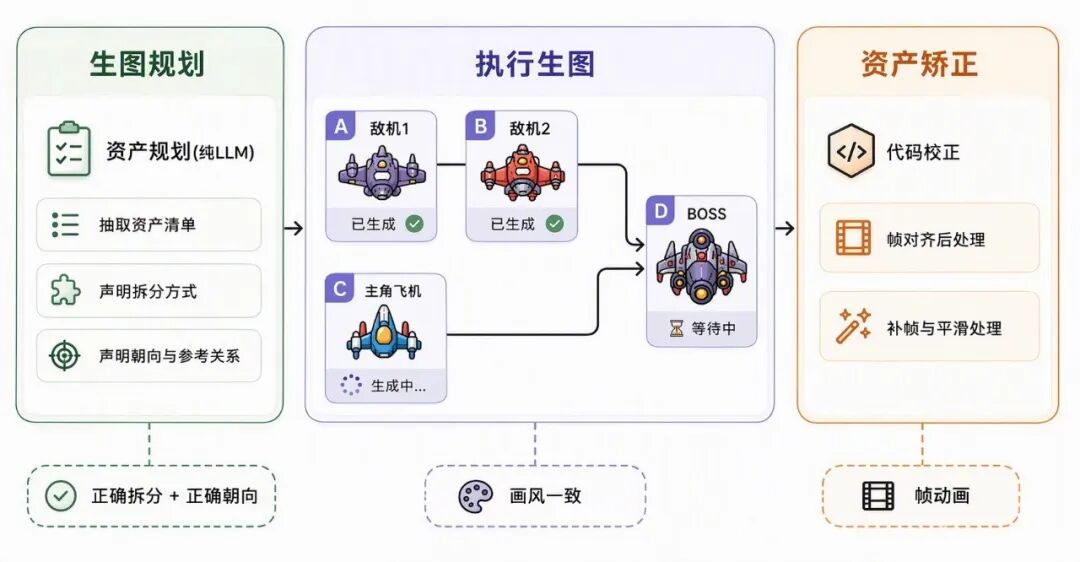 生图规划
资产规划(纯LLM)
抽取资产清单
声明拆分方式
声明朝向与参考关系
正确拆分 + 正确朝向
执行生图
A 敌机1
已生成
B 敌机2
已生成
C 主角飞机
生成中...
D BOSS
等待中
画风一致
资产矫正
代码校正
帧对齐后处理
补帧与平滑处理
帧动画